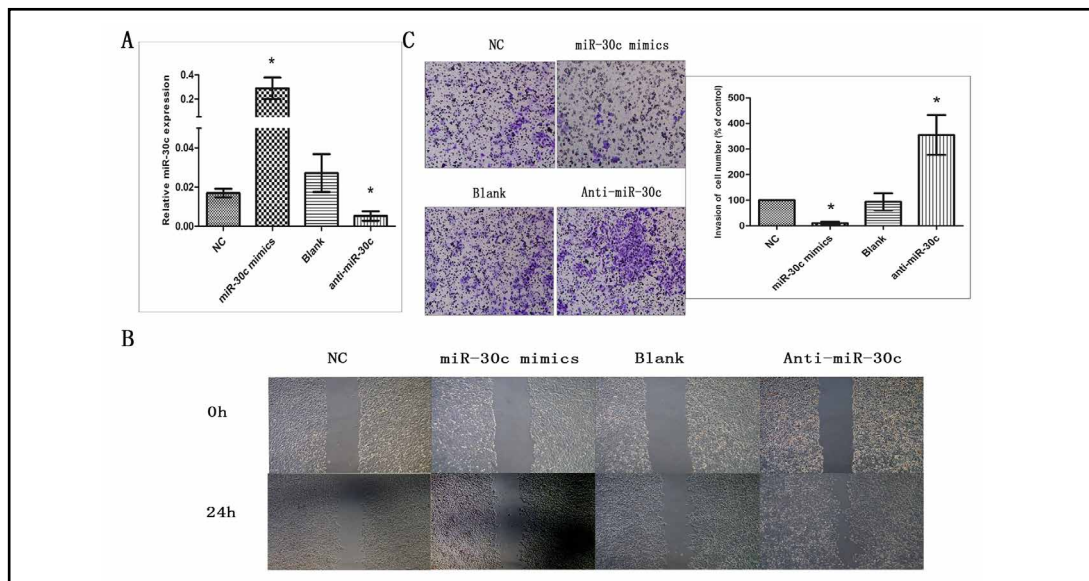 A
Relative miR-30c expression
0.4
0.2
0.04
0.02
0.00
*
*
NC
miR-30c mimics
Blank
anti-miR-30c
C
NC
miR-30c mimics
Blank
Anti-miR-30c
Invasion of cell number (% of control)
500
400
300
200
100
0
*
*
NC
miR-30c mimics
Blank
anti-miR-30c
B
NC
miR-30c mimics
Blank
Anti-miR-30c
0h
24h